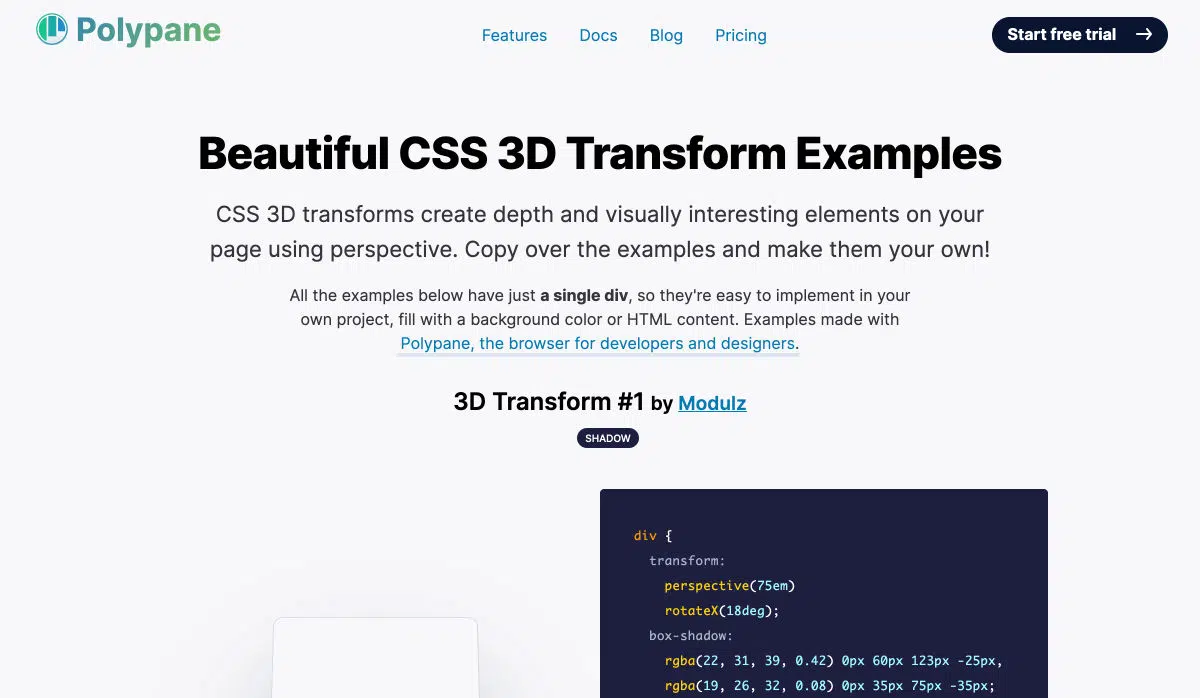 Polypane
Features Docs Blog Pricing
Start free trial →
Beautiful CSS 3D Transform Examples
CSS 3D transforms create depth and visually interesting elements on your
page using perspective. Copy over the examples and make them your own!
All the examples below have just a single div, so they're easy to implement in your
own project, fill with a background color or HTML content. Examples made with
Polypane, the browser for developers and designers.
3D Transform #1 by Modulz
SHADOW
div {
transform:
perspective(75em)
rotateX(18deg);
box-shadow:
rgba(22, 31, 39, 0.42) 0px 60px 123px -25px,
rgba(19, 26, 32, 0.08) 0px 35px 75px -35px;